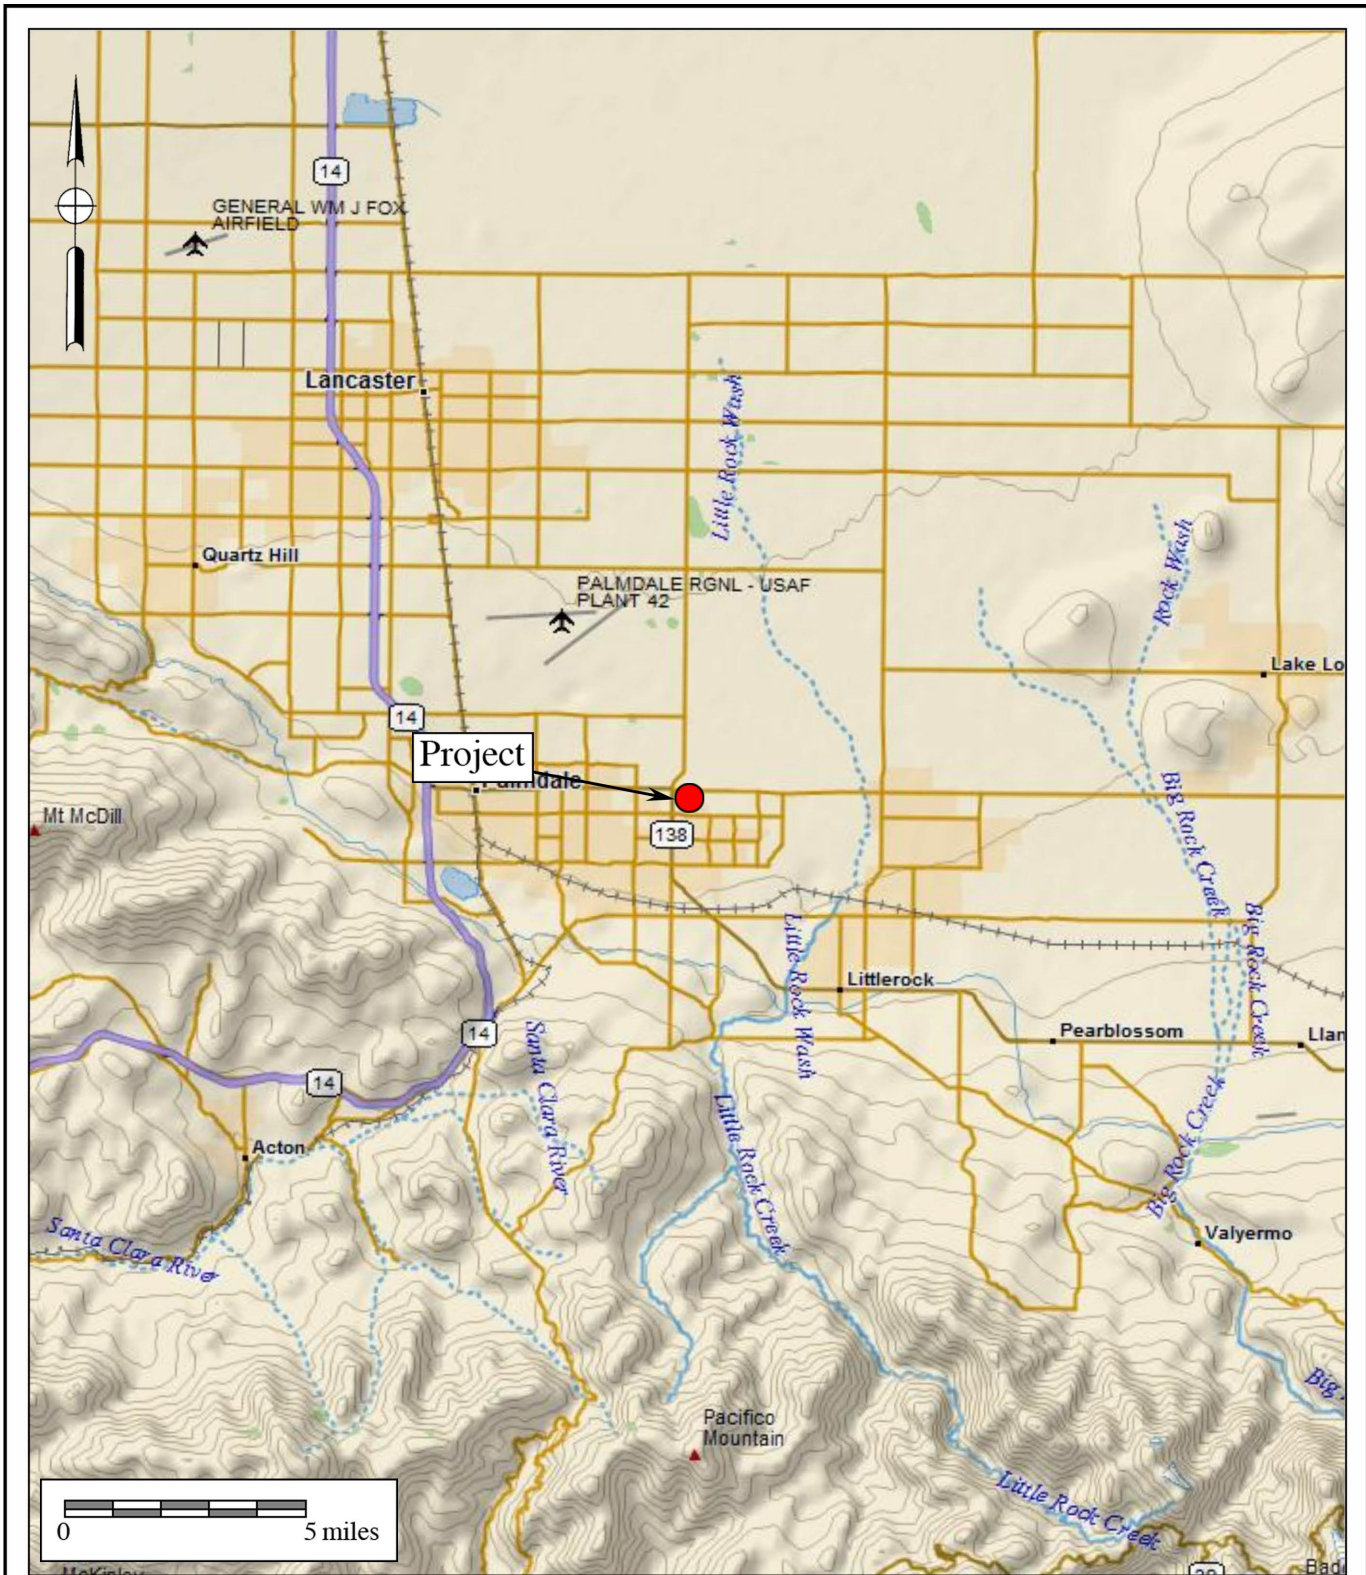 14
GENERAL WM J FOX
AIRFIELD
Lancaster
Little Rock Wash
Quartz Hill
Rock Wash
PALMDALE RGNL - USAF
PLANT 42
Lake Lo
14
Project
Palmdale
Mt McDill
138
Big Rock Creek
Little Rock Wash
Big Rock Creek
Littlerock
14
Santa Clara River
Pearblossom
Llan
14
Little Rock Creek
Acton
Big Rock Creek
Santa Clara River
Valyermo
Big
Pacifico
Mountain
Little Rock Creek
0 5 miles